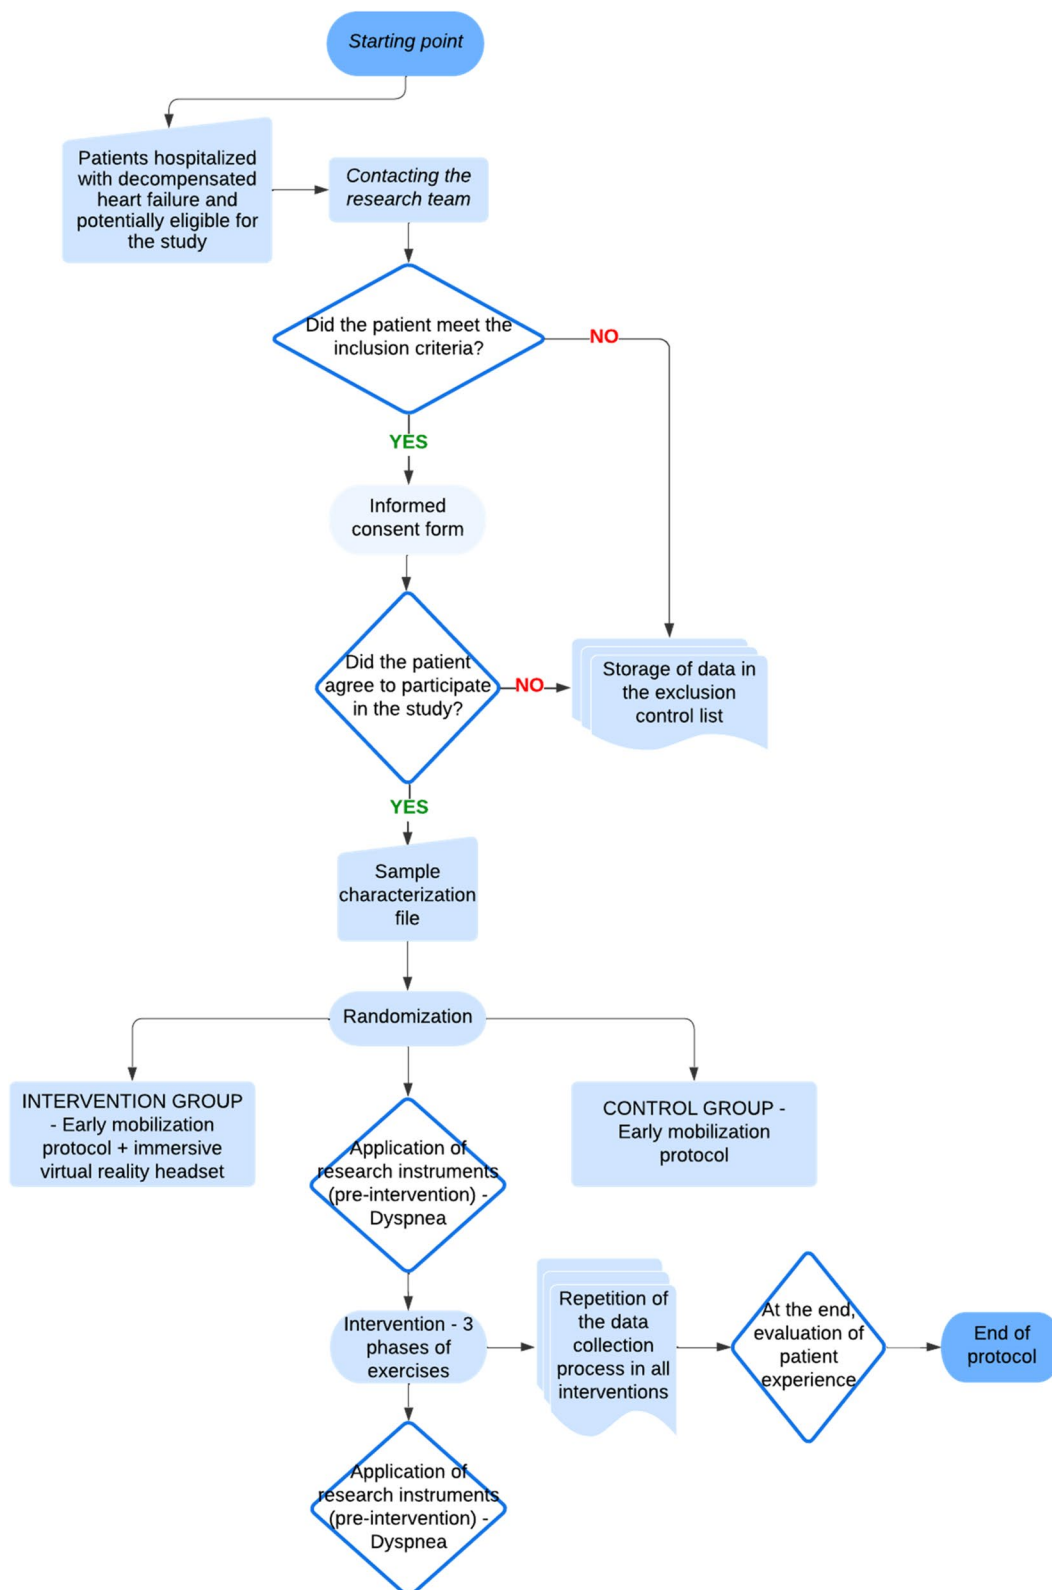 Starting point
Patients hospitalized
with decompensated
heart failure and
potentially eligible for
the study
Contacting the
research team
Did the patient meet the
inclusion criteria?
NO
YES
Informed
consent form
Did the patient
agree to participate
in the study?
NO
Storage of data in
the exclusion
control list
YES
Sample
characterization
file
Randomization
INTERVENTION GROUP
- Early mobilization
protocol + immersive
virtual reality headset
Application of
research instruments
(pre-intervention) -
Dyspnea
CONTROL GROUP -
Early mobilization
protocol
Intervention - 3
phases of
exercises
Repetition of
the data
collection
process in all
interventions
At the end,
evaluation of
patient
experience
End of
protocol
Application of
research instruments
(pre-intervention) -
Dyspnea